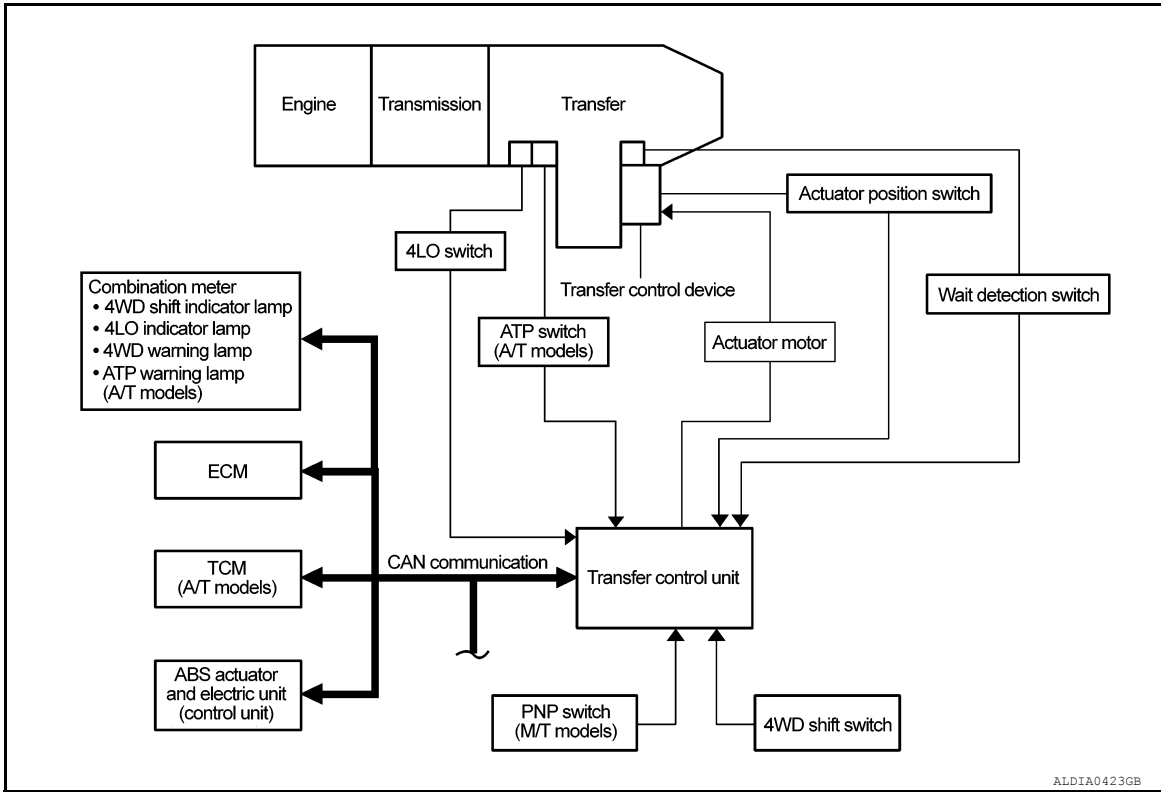 Engine
Transmission
Transfer
Actuator position switch
4LO switch
Transfer control device
Wait detection switch
Combination meter
• 4WD shift indicator lamp
• 4LO indicator lamp
• 4WD warning lamp
• ATP warning lamp
(A/T models)
ATP switch
(A/T models)
Actuator motor
ECM
CAN communication
TCM
(A/T models)
Transfer control unit
ABS actuator
and electric unit
(control unit)
PNP switch
(M/T models)
4WD shift switch
ALDIA0423GB